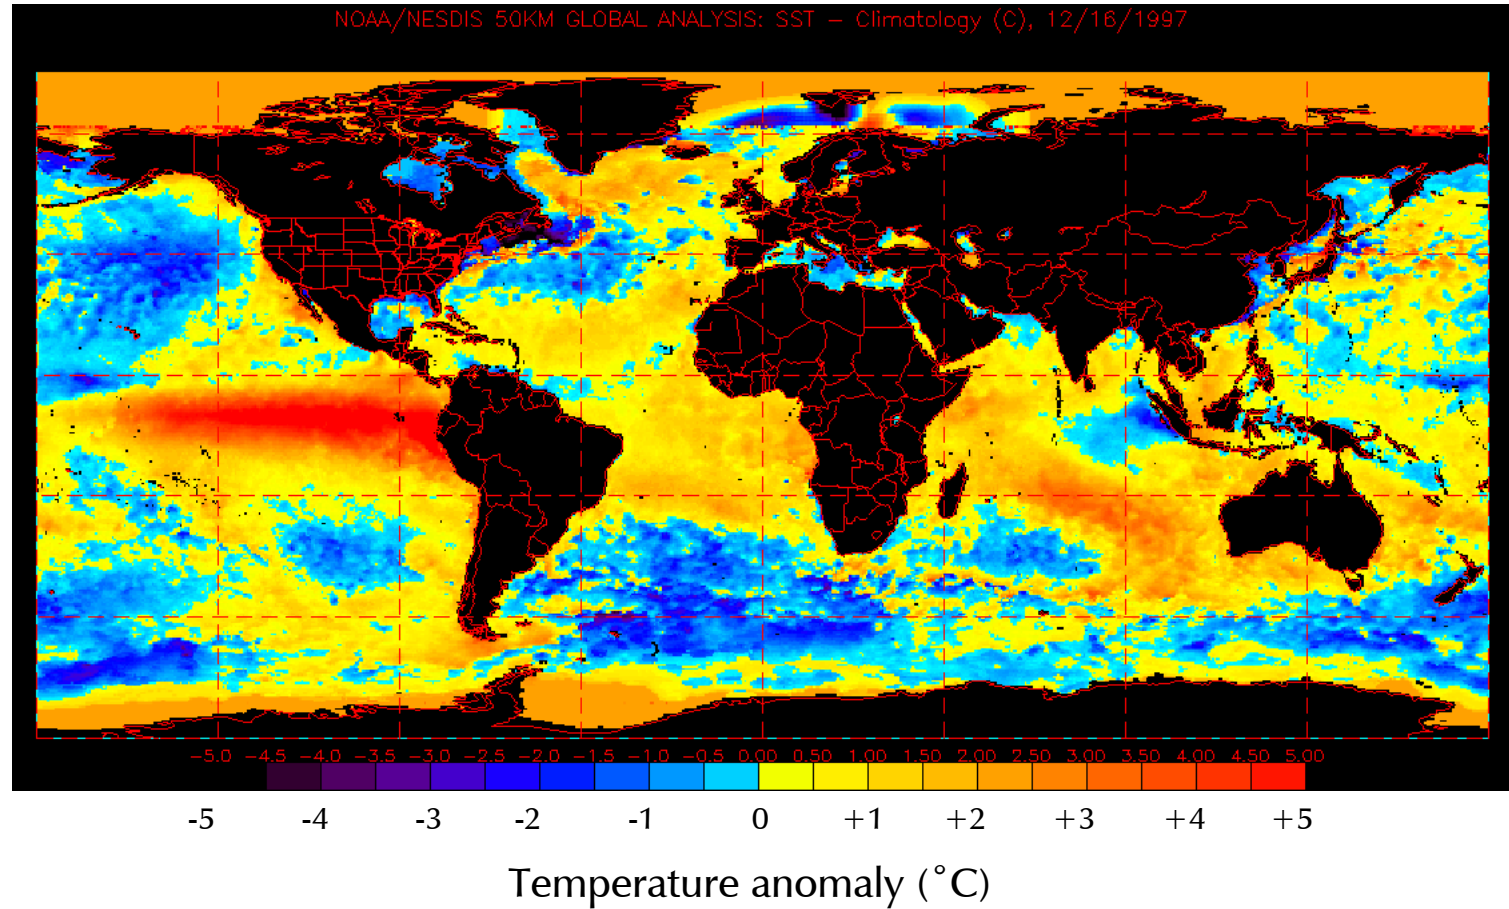 NOAA/NESDIS 50KM GLOBAL ANALYSIS: SST – Climatology (C), 12/16/1997
-5.0 -4.5 -4.0 -3.5 -3.0 -2.5 -2.0 -1.5 -1.0 -0.5 0.00 0.50 1.00 1.50 2.00 2.50 3.00 3.50 4.00 4.50 5.00
-5 -4 -3 -2 -1 0 +1 +2 +3 +4 +5
Temperature anomaly (˚C)